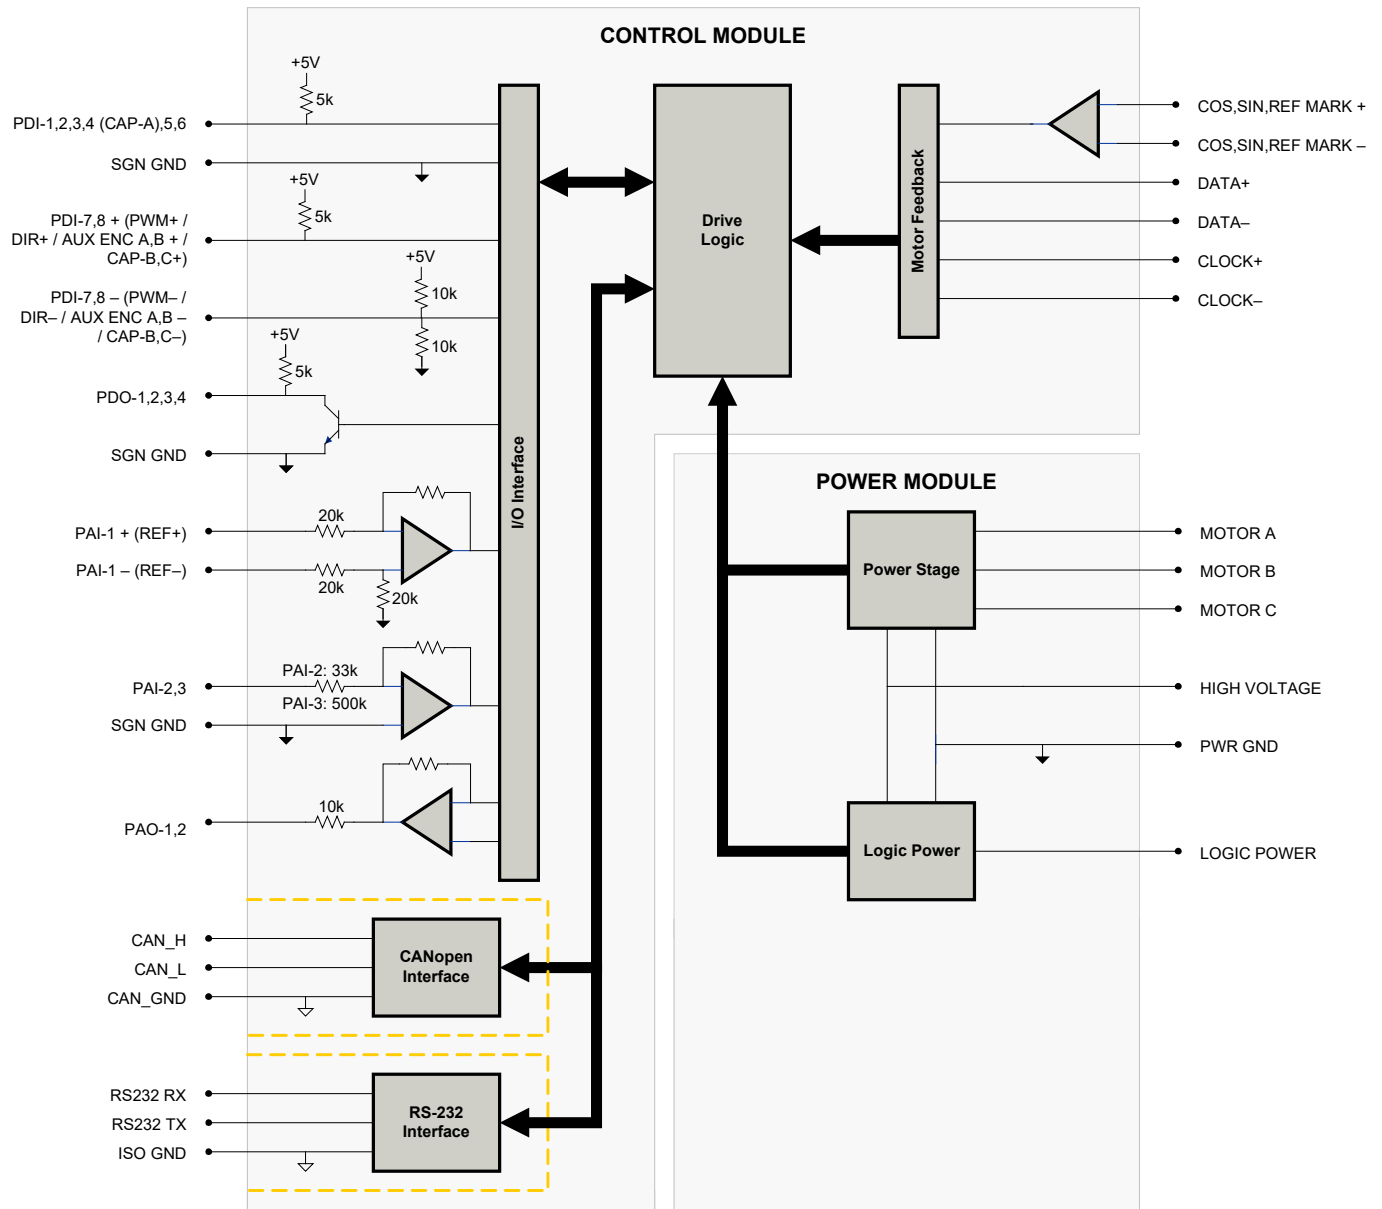 CONTROL MODULE
+5V
5k
PDI-1,2,3,4 (CAP-A),5,6
SGN GND
+5V
5k
PDI-7,8 + (PWM+ /
DIR+ / AUX ENC A,B + /
CAP-B,C+)
+5V
10k
PDI-7,8 – (PWM– /
DIR– / AUX ENC A,B –
/ CAP-B,C–)
10k
+5V
5k
PDO-1,2,3,4
SGN GND
20k
PAI-1 + (REF+)
PAI-1 – (REF–)
20k
20k
PAI-2: 33k
PAI-2,3
PAI-3: 500k
SGN GND
10k
PAO-1,2
I/O Interface
CAN_H
CAN_L
CAN_GND
CANopen
Interface
RS232 RX
RS232 TX
ISO GND
RS-232
Interface
Drive
Logic
Motor Feedback
COS,SIN,REF MARK +
COS,SIN,REF MARK –
DATA+
DATA–
CLOCK+
CLOCK–
POWER MODULE
Power Stage
MOTOR A
MOTOR B
MOTOR C
HIGH VOLTAGE
PWR GND
Logic Power
LOGIC POWER